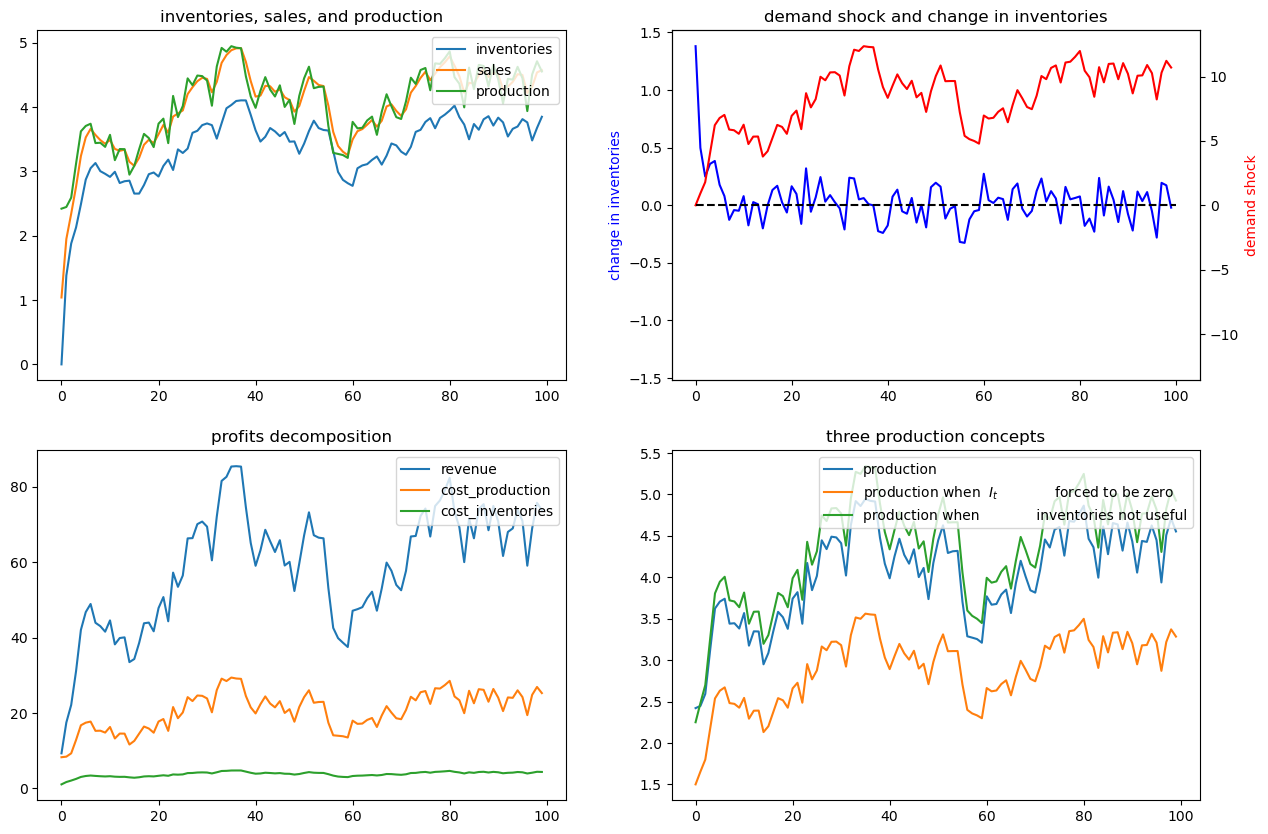 inventories, sales, and production
inventories
sales
production
5
4
3
2
1
0
0 20 40 60 80 100
demand shock and change in inventories
change in inventories
1.5
1.0
0.5
0.0
−0.5
−1.0
−1.5
demand shock
10
5
0
−5
−10
0 20 40 60 80 100
profits decomposition
revenue
cost_production
cost_inventories
80
60
40
20
0
0 20 40 60 80 100
three production concepts
production
production when I_t forced to be zero
production when inventories not useful
5.5
5.0
4.5
4.0
3.5
3.0
2.5
2.0
1.5
0 20 40 60 80 100